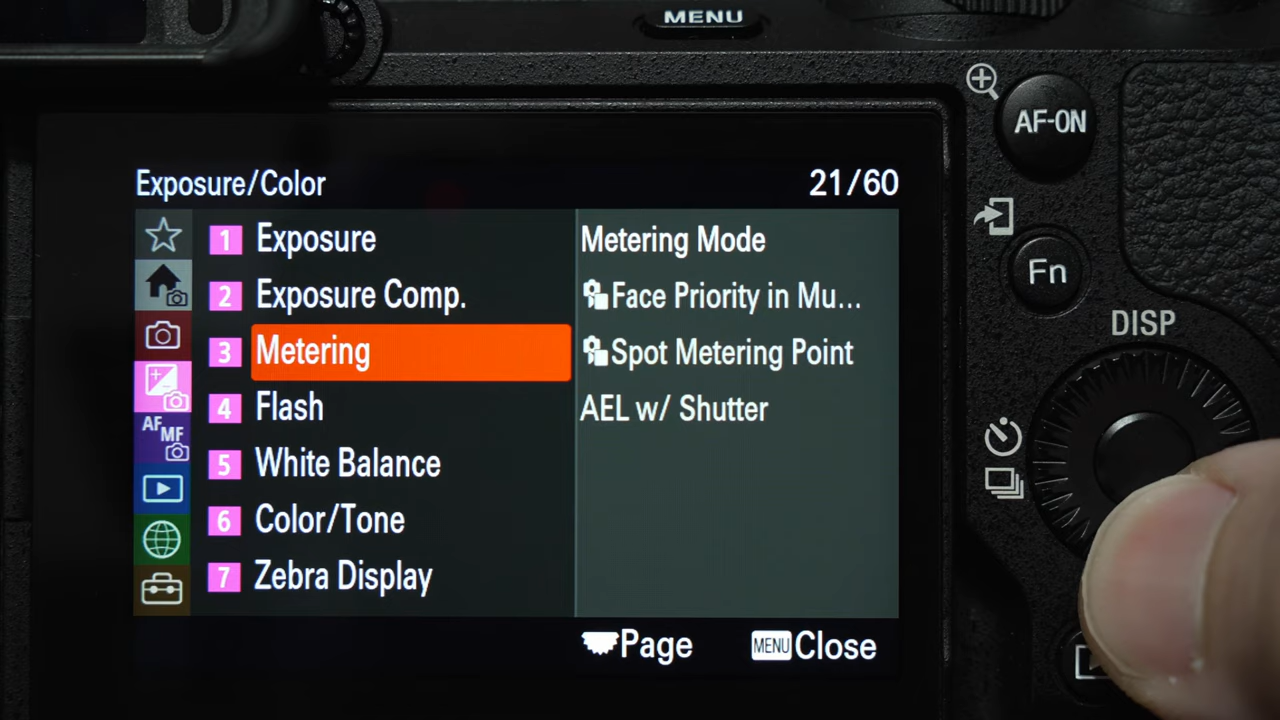 MENU
AF-ON
Exposure/Color 21/60
1 Exposure
2 Exposure Comp.
3 Metering
4 Flash
5 White Balance
6 Color/Tone
7 Zebra Display
AF MF
Metering Mode
Face Priority in Mu...
Spot Metering Point
AEL w/ Shutter
Page MENU Close
Fn
DISP